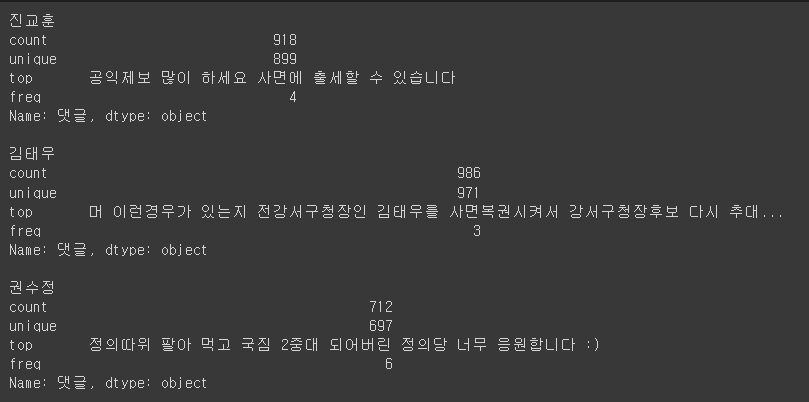 진교훈
count 918
unique 899
top 공익제보 많이 하세요 사면에 출세할 수 있습니다
freq 4
Name: 댓글, dtype: object
김태우
count 986
unique 971
top 머 이런경우가 있는지 전강서구청장인 김태우를 사면복권시켜서 강서구청장후보 다시 추대...
freq 3
Name: 댓글, dtype: object
권수정
count 712
unique 697
top 정의따위 팔아 먹고 국짐 2중대 되어버린 정의당 너무 응원합니다 :)
freq 6
Name: 댓글, dtype: object